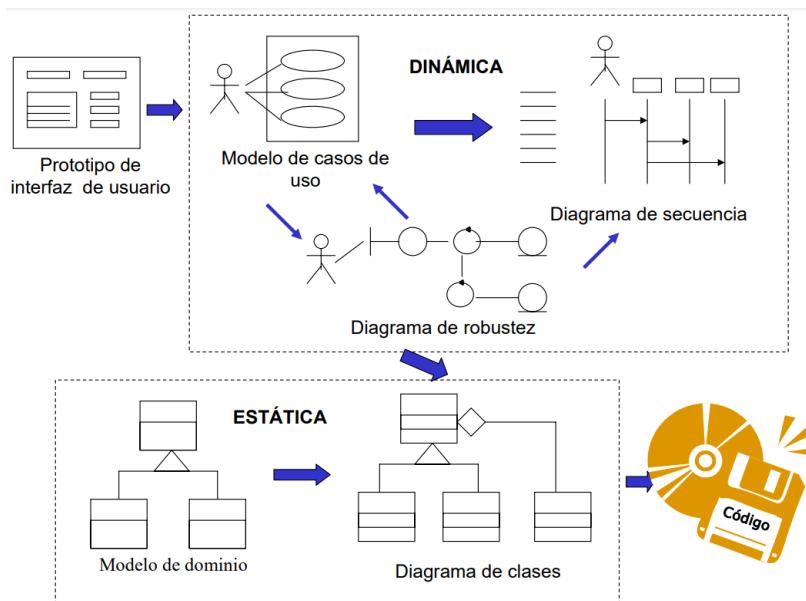 DINÁMICA
Prototipo de
interfaz de usuario
Modelo de casos de
uso
Diagrama de secuencia
Diagrama de robustez
ESTÁTICA
Modelo de dominio
Diagrama de clases
Código